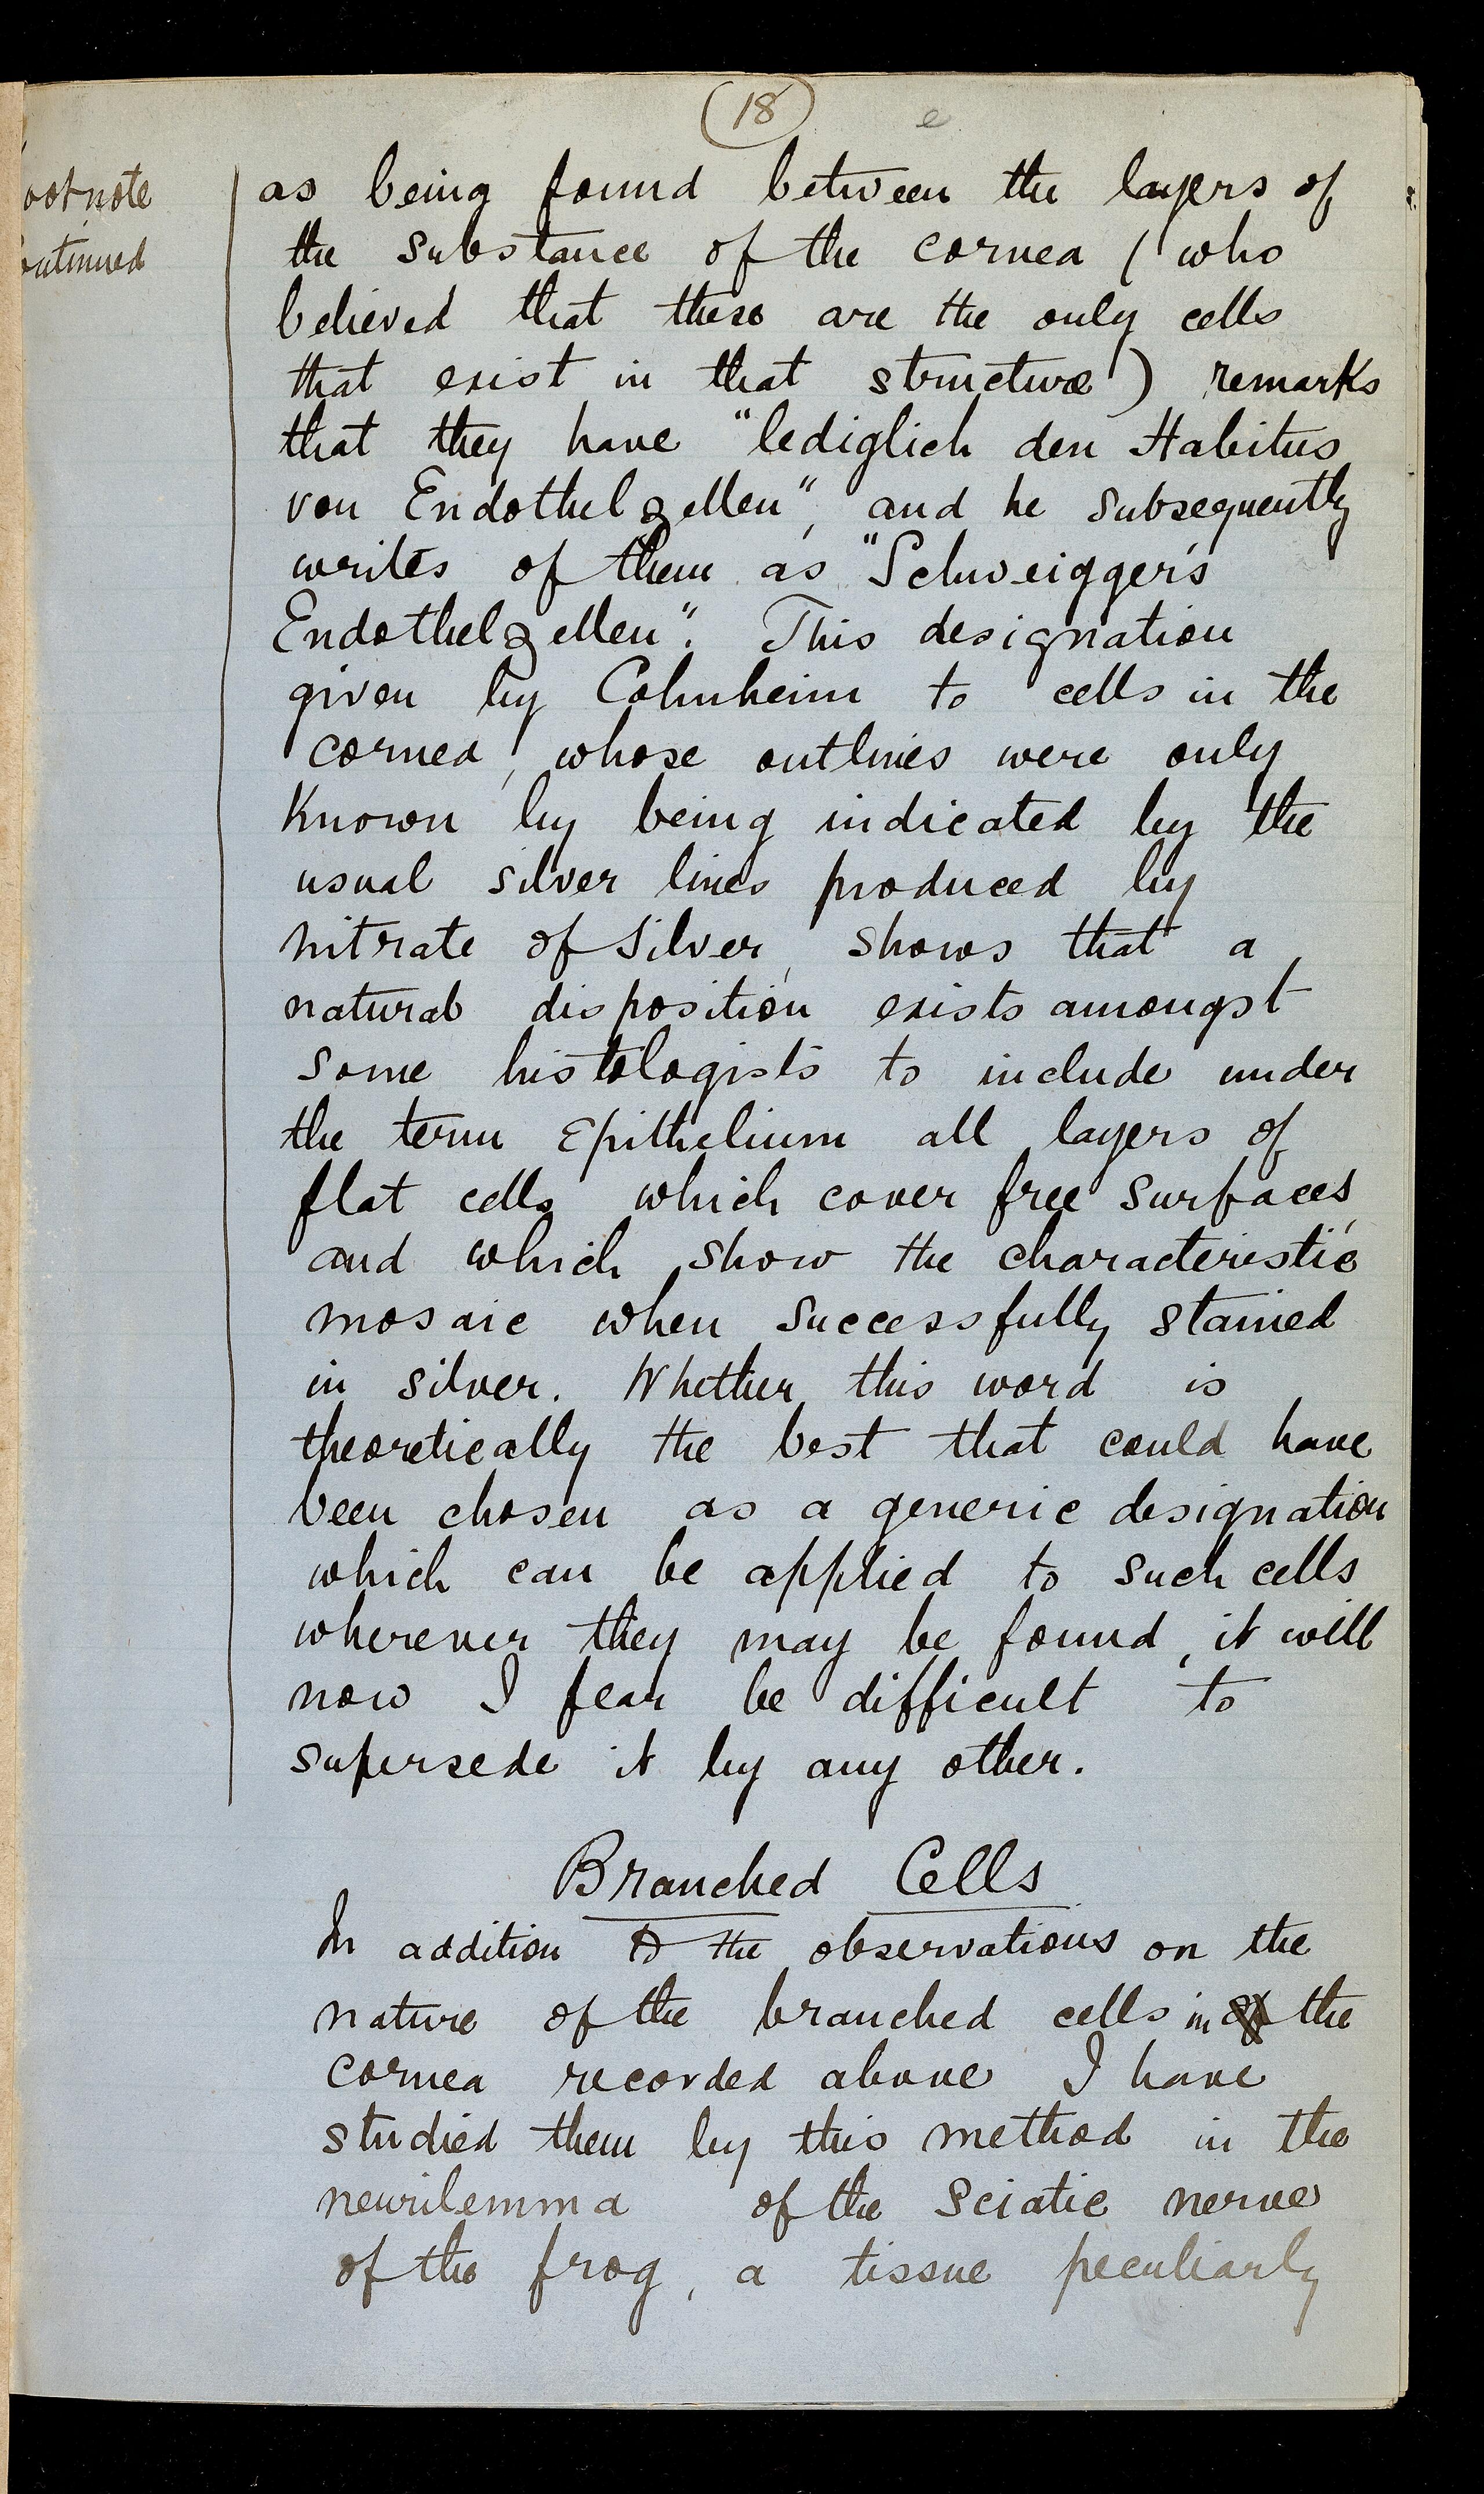 (18)
e
ootnote
ontinued
as being found between the layers of
the substance of the cornea (who
believed that these are the only cells
that exist in that structure) remarks
that they have "lediglich den Habitus
von Endothelzellen", and he subsequently
writes of them as "Schweigger's
Endothelzellen". This designation
given by Cohnheim to cells in the
cornea, whose outlines were only
known by being indicated by the
usual silver lines produced by
nitrate of silver, shows that a
natural disposition exists amongst
some histologists to include under
the term Epithelium all layers of
flat cells which cover free surfaces,
and which show the characteristic
mosaic when successfully stained
in silver. Whether this word is
theoretically the best that could have
been chosen as a generic designation
which can be applied to such cells
wherever they may be found, it will
now I fear be difficult to
supersede it by any other.
Branched Cells
In addition to the observations on the
nature of the branched cells in the
cornea recorded above I have
studied them by this method in the
neurilemma of the Sciatic nerve
of the frog, a tissue peculiarly